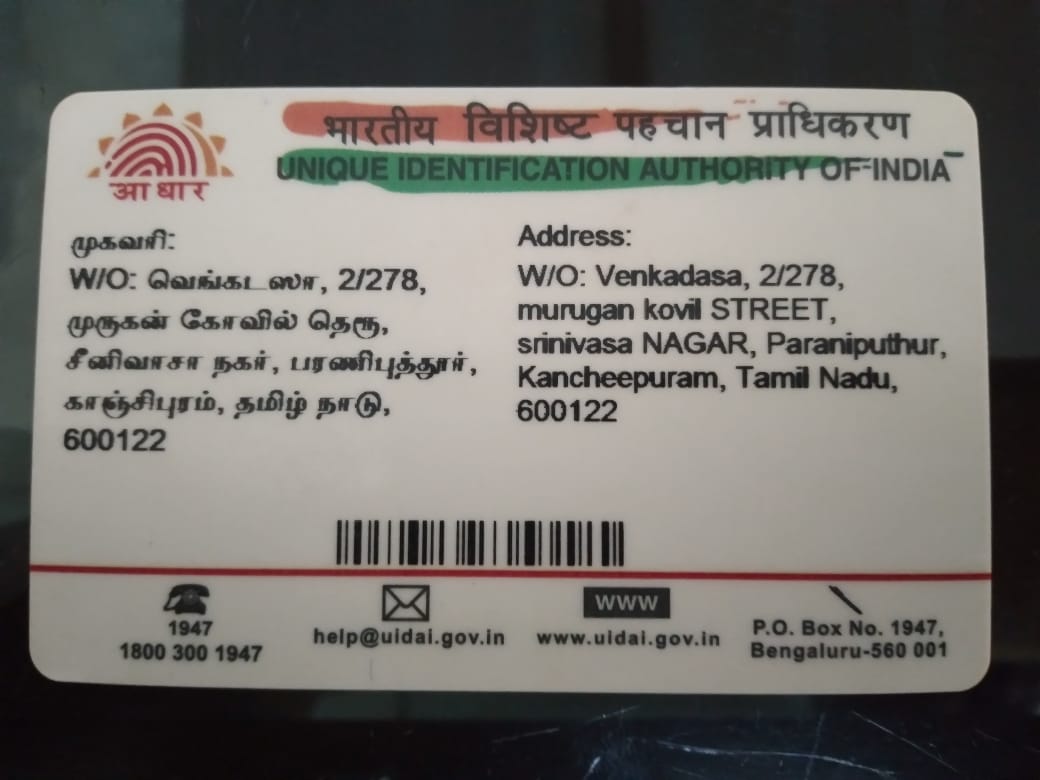 भारतीय विशिष्ट पहचान प्राधिकरण
UNIQUE IDENTIFICATION AUTHORITY OF INDIA
आधार
முகவரி:
W/O: வெங்கடஸா, 2/278,
முருகன் கோவில் தெரு,
சீனிவாசா நகர், பரணிபுத்தூர்,
காஞ்சிபுரம், தமிழ் நாடு,
600122
Address:
W/O: Venkadasa, 2/278,
murugan kovil STREET,
srinivasa NAGAR, Paraniputhur,
Kancheepuram, Tamil Nadu,
600122
1947
1800 300 1947
help@uidai.gov.in
WWW
www.uidai.gov.in
P.O. Box No. 1947,
Bengaluru-560 001